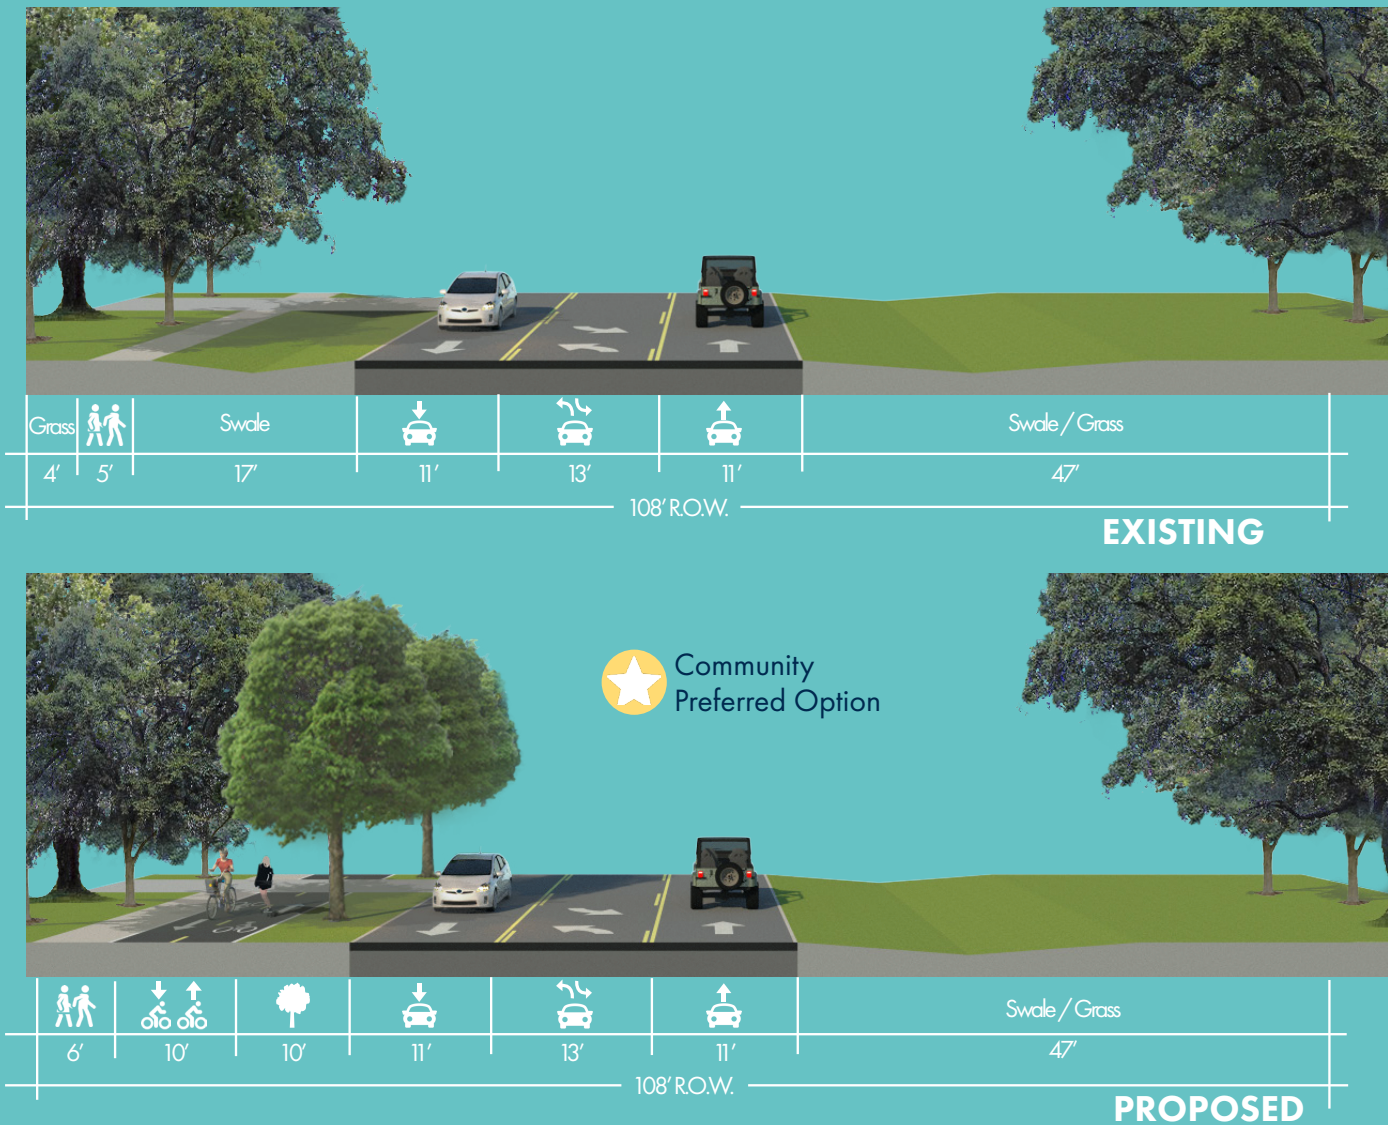 Grass Swale Swale / Grass
4' 5' 17' 11' 13' 11' 47'
108' R.O.W.
EXISTING
Community
Preferred Option
Swale / Grass
6' 10' 10' 11' 13' 11' 47'
108' R.O.W.
PROPOSED